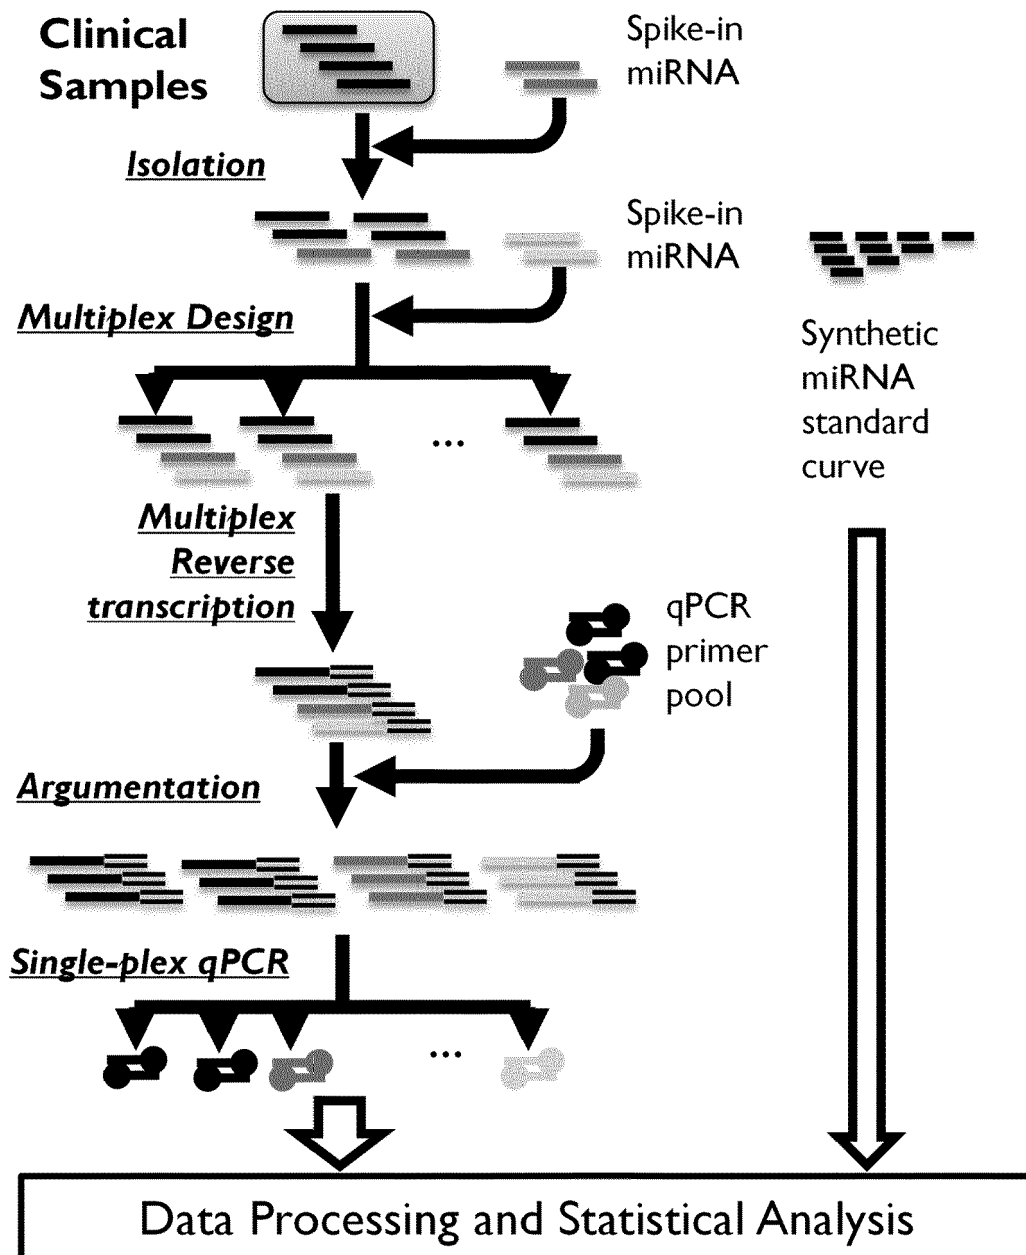 Clinical
Samples
Spike-in
miRNA
Isolation
Spike-in
miRNA
Multiplex Design
Synthetic
miRNA
standard
curve
...
Multiplex
Reverse
transcription
qPCR
primer
pool
Argumentation
Single-plex qPCR
...
Data Processing and Statistical Analysis